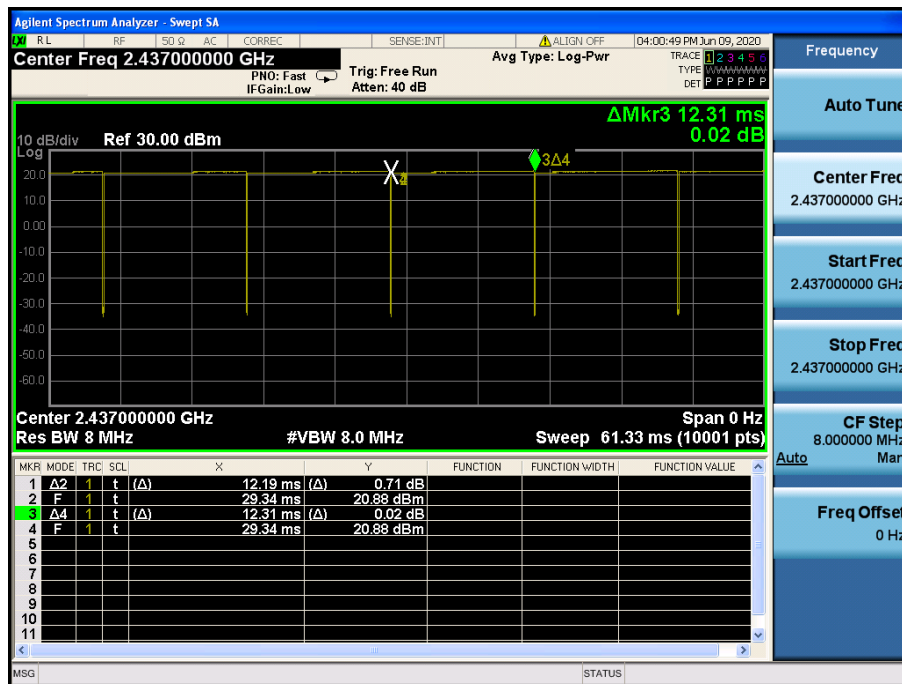 Agilent Spectrum Analyzer - Swept SA
LXI RL RF 50 Ω AC CORREC SENSE:INT ALIGN OFF 04:00:49 PM Jun 09, 2020
Center Freq 2.437000000 GHz
PNO: Fast
IFGain:Low
Trig: Free Run
Atten: 40 dB
Avg Type: Log-Pwr
TRACE 1 2 3 4 5 6
TYPE WWWWWW
DET P P P P P P
ΔMkr3 12.31 ms
0.02 dB
10 dB/div Ref 30.00 dBm
Log
20.0
10.0
0.00
-10.0
-20.0
-30.0
-40.0
-50.0
-60.0
X 4
3Δ4
Center 2.437000000 GHz Span 0 Hz
Res BW 8 MHz #VBW 8.0 MHz Sweep 61.33 ms (10001 pts)
MKR MODE TRC SCL X Y FUNCTION FUNCTION WIDTH FUNCTION VALUE
1 Δ2 1 t (Δ) 12.19 ms (Δ) 0.71 dB
2 F 1 t 29.34 ms 20.88 dBm
3 Δ4 1 t (Δ) 12.31 ms (Δ) 0.02 dB
4 F 1 t 29.34 ms 20.88 dBm
5
6
7
8
9
10
11
MSG STATUS
Frequency
Auto Tune
Center Freq
2.437000000 GHz
Start Freq
2.437000000 GHz
Stop Freq
2.437000000 GHz
CF Step
8.000000 MHz
Auto Man
Freq Offset
0 Hz